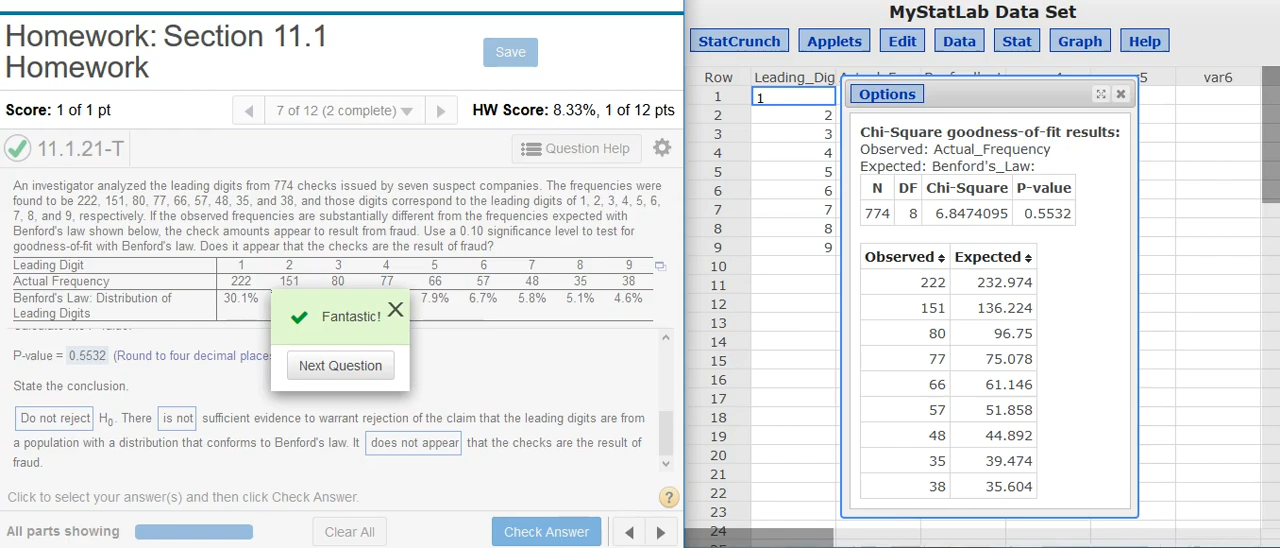 Homework: Section 11.1
Homework
Save
Score: 1 of 1 pt
7 of 12 (2 complete)
HW Score: 8.33%, 1 of 12 pts
11.1.21-T
Question Help
An investigator analyzed the leading digits from 774 checks issued by seven suspect companies. The frequencies were
found to be 222, 151, 80, 77, 66, 57, 48, 35, and 38, and those digits correspond to the leading digits of 1, 2, 3, 4, 5, 6,
7, 8, and 9, respectively. If the observed frequencies are substantially different from the frequencies expected with
Benford's law shown below, the check amounts appear to result from fraud. Use a 0.10 significance level to test for
goodness-of-fit with Benford's law. Does it appear that the checks are the result of fraud?
Leading Digit 1 2 3 4 5 6 7 8 9
Actual Frequency 222 151 80 77 66 57 48 35 38
Benford's Law: Distribution of 30.1% 7.9% 6.7% 5.8% 5.1% 4.6%
Leading Digits
Fantastic!
Next Question
P-value = 0.5532 (Round to four decimal places
State the conclusion.
Do not reject H0. There is not sufficient evidence to warrant rejection of the claim that the leading digits are from
a population with a distribution that conforms to Benford's law. It does not appear that the checks are the result of
fraud.
Click to select your answer(s) and then click Check Answer.
?
All parts showing
Clear All
Check Answer
MyStatLab Data Set
StatCrunch Applets Edit Data Stat Graph Help
Row Leading_Dig 5 var6
1 1
2 2
3 3
4 4
5 5
6 6
7 7
8 8
9 9
10
11
12
13
14
15
16
17
18
19
20
21
22
23
24
Options
Chi-Square goodness-of-fit results:
Observed: Actual_Frequency
Expected: Benford's_Law:
N DF Chi-Square P-value
774 8 6.8474095 0.5532
Observed Expected
222 232.974
151 136.224
80 96.75
77 75.078
66 61.146
57 51.858
48 44.892
35 39.474
38 35.604